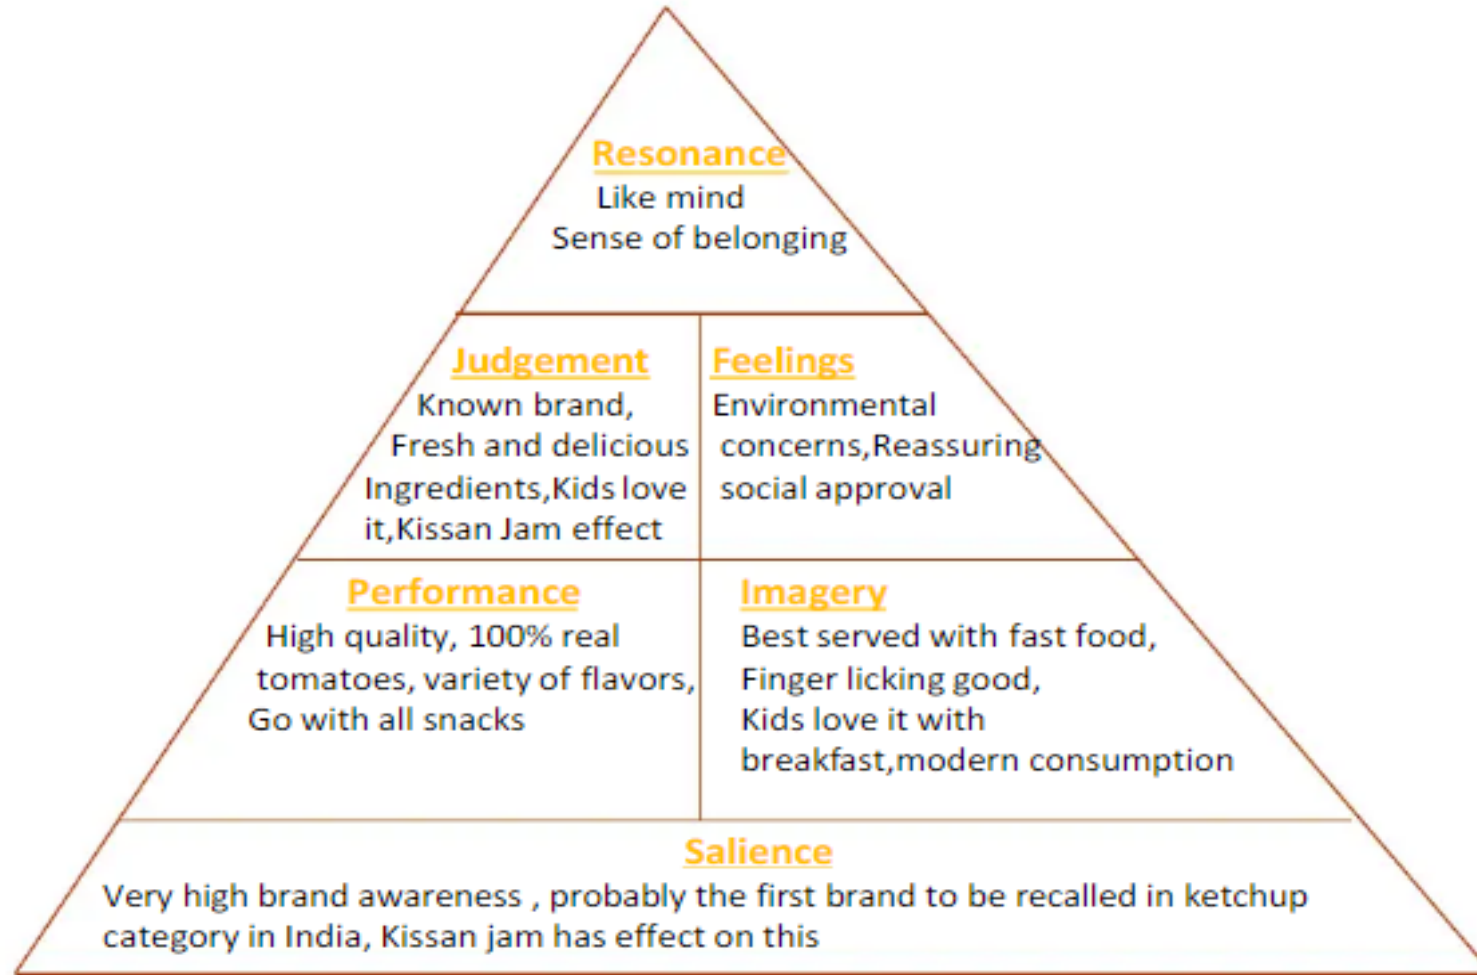 Resonance
Like mind
Sense of belonging
Judgement
Known brand,
Fresh and delicious
Ingredients,Kids love
it,Kissan Jam effect
Feelings
Environmental
concerns,Reassuring
social approval
Performance
High quality, 100% real
tomatoes, variety of flavors,
Go with all snacks
Imagery
Best served with fast food,
Finger licking good,
Kids love it with
breakfast,modern consumption
Salience
Very high brand awareness , probably the first brand to be recalled in ketchup
category in India, Kissan jam has effect on this